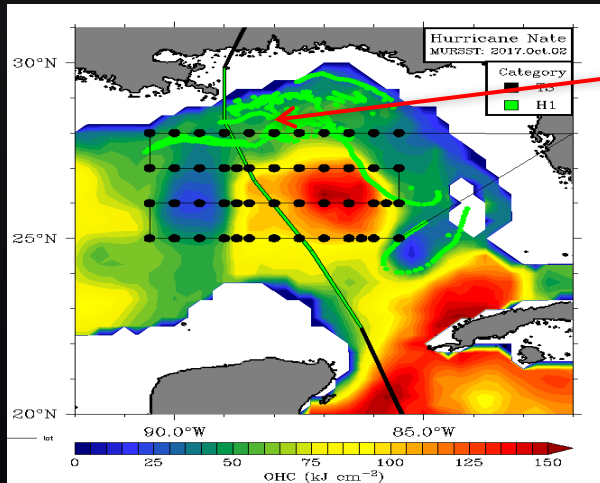 Hurricane Nate
MURSST: 2017.Oct.02
Category
TS
H1
30°N
25°N
20°N
90.0°W
85.0°W
lot
0 25 50 75 100 125 150
OHC (kJ cm⁻²)